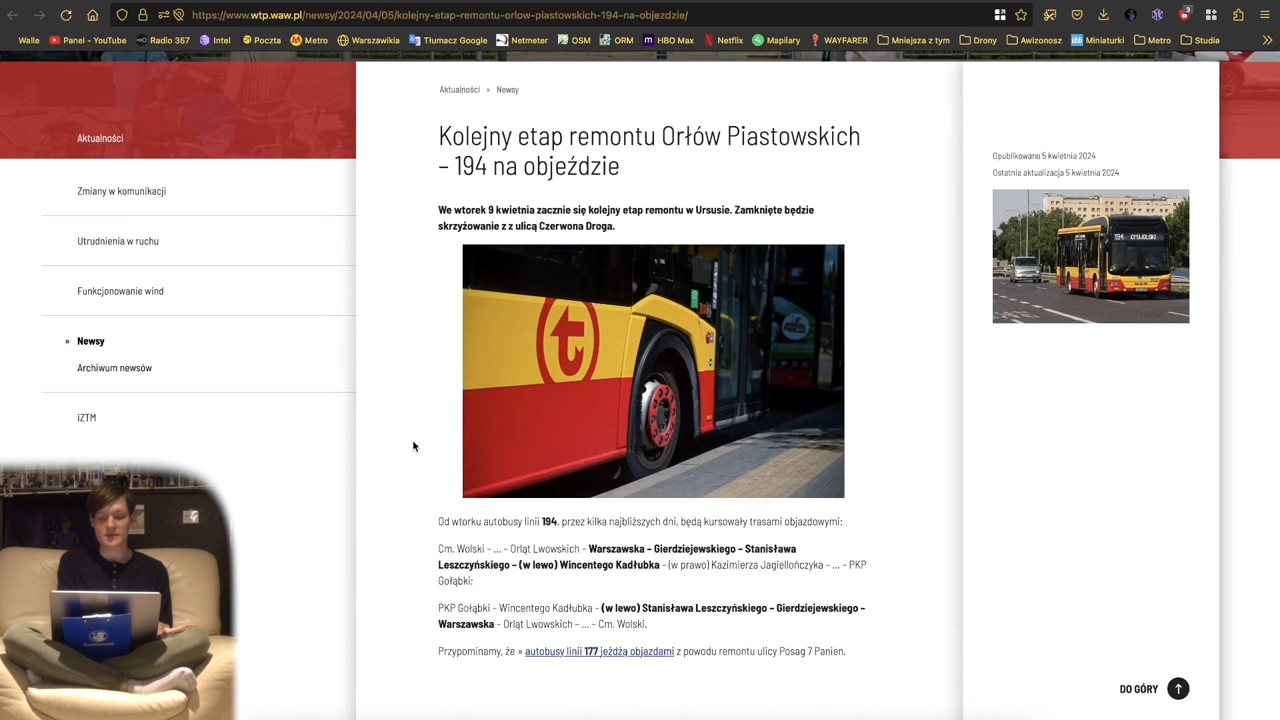 https://www.wtp.waw.pl/newsy/2024/04/05/kolejny-etap-remontu-orlow-piastowskich-194-na-objezdzie/
3
Walle Panel - YouTube Radio 357 Intel Poczta Metro Warszawikia Tłumacz Google Netmeter OSM ORM HBO Max Netflix Mapilary WAYFARER Mniejsza z tym Drony Awizonosz Miniaturki Metro Studia
Aktualności
Zmiany w komunikacji
Utrudnienia w ruchu
Funkcjonowanie wind
» Newsy
Archiwum newsów
iZTM
Aktualności » Newsy
Kolejny etap remontu Orłów Piastowskich
– 194 na objeździe
We wtorek 9 kwietnia zacznie się kolejny etap remontu w Ursusie. Zamknięte będzie
skrzyżowanie z z ulicą Czerwona Droga.
Od wtorku autobusy linii 194, przez kilka najbliższych dni, będą kursowały trasami objazdowymi:
Cm. Wolski – ... – Orląt Lwowskich – Warszawska – Gierdziejewskiego – Stanisława
Leszczyńskiego – (w lewo) Wincentego Kadłubka – (w prawo) Kazimierza Jagiellończyka – ... – PKP
Gołąbki;
PKP Gołąbki – Wincentego Kadłubka – (w lewo) Stanisława Leszczyńskiego – Gierdziejewskiego –
Warszawska – Orląt Lwowskich – ... – Cm. Wolski.
Przypominamy, że » autobusy linii 177 jeżdżą objazdami z powodu remontu ulicy Posag 7 Panien.
Opublikowano 5 kwietnia 2024
Ostatnia aktualizacja 5 kwietnia 2024
194 CM.WOLSKI
DO GÓRY